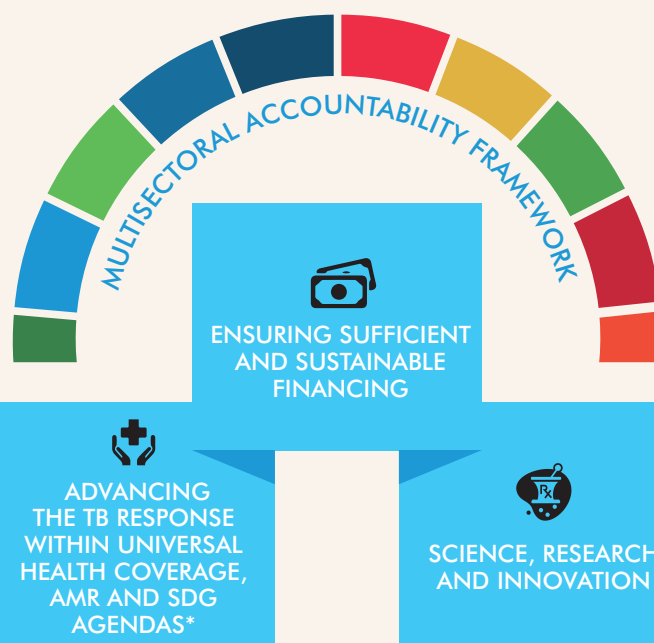 MULTISECTORAL ACCOUNTABILITY FRAMEWORK
ENSURING SUFFICIENT
AND SUSTAINABLE
FINANCING
ADVANCING
THE TB RESPONSE
WITHIN UNIVERSAL
HEALTH COVERAGE,
AMR AND SDG
AGENDAS*
Rx
SCIENCE, RESEARCH
AND INNOVATION